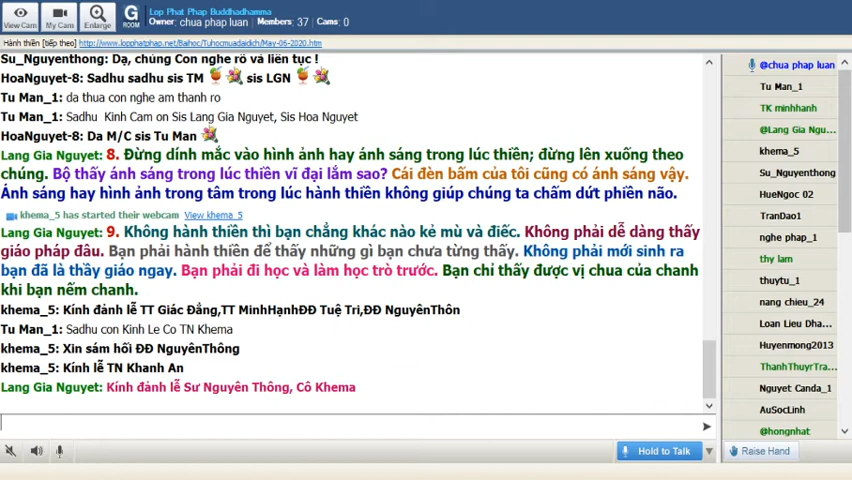 View Cam
My Cam
Enlarge
G
ROOM
Lop Phat Phap Buddhadhamma
Owner: chua phap luan Members: 37 Cams: 0
Hành thiền [tiếp theo] http://www.lopphatphap.net/Baihoc/Tuhocmuadaidich/May-06-2020.htm
Su_Nguyenthong: Dạ, chúng Con nghe rõ và liên tục !
HoaNguyet-8: Sadhu sadhu sis TM sis LGN
Tu Man_1: da thua con nghe am thanh ro
Tu Man_1: Sadhu Kinh Cam on Sis Lang Gia Nguyet, Sis Hoa Nguyet
HoaNguyet-8: Da M/C sis Tu Man
Lang Gia Nguyet: 8. Đừng dính mắc vào hình ảnh hay ánh sáng trong lúc thiền; đừng lên xuống theo
chúng. Bộ thấy ánh sáng trong lúc thiền vĩ đại lắm sao? Cái đèn bấm của tôi cũng có ánh sáng vậy.
Ánh sáng hay hình ảnh trong tâm trong lúc hành thiền không giúp chúng ta chấm dứt phiền não.
khema_5 has started their webcam View khema_5
Lang Gia Nguyet: 9. Không hành thiền thì bạn chẳng khác nào kẻ mù và điếc. Không phải dễ dàng thấy
giáo pháp đâu. Bạn phải hành thiền để thấy những gì bạn chưa từng thấy. Không phải mới sinh ra
bạn đã là thầy giáo ngay. Bạn phải đi học và làm học trò trước. Bạn chỉ thấy được vị chua của chanh
khi bạn nếm chanh.
khema_5: Kính đảnh lễ TT Giác Đẳng,TT MinhHạnhĐĐ Tuệ Tri,ĐĐ NguyênThôn
Tu Man_1: Sadhu con Kinh Le Co TN Khema
khema_5: Xin sám hối ĐĐ NguyênThông
khema_5: Kính lễ TN Khanh An
Lang Gia Nguyet: Kính đảnh lễ Sư Nguyên Thông, Cô Khema
Hold to Talk
@chua phap luan
Tu Man_1
TK minhhanh
@Lang Gia Ngu...
khema_5
Su_Nguyenthong
HueNgoc 02
TranDao1
nghe phap_1
thy lam
thuytu_1
nang chieu_24
Loan Lieu Dha...
Huyenmong2013
ThanhThuyrTra...
Nguyet Canda_1
AuSocLinh
@hongnhat
Raise Hand